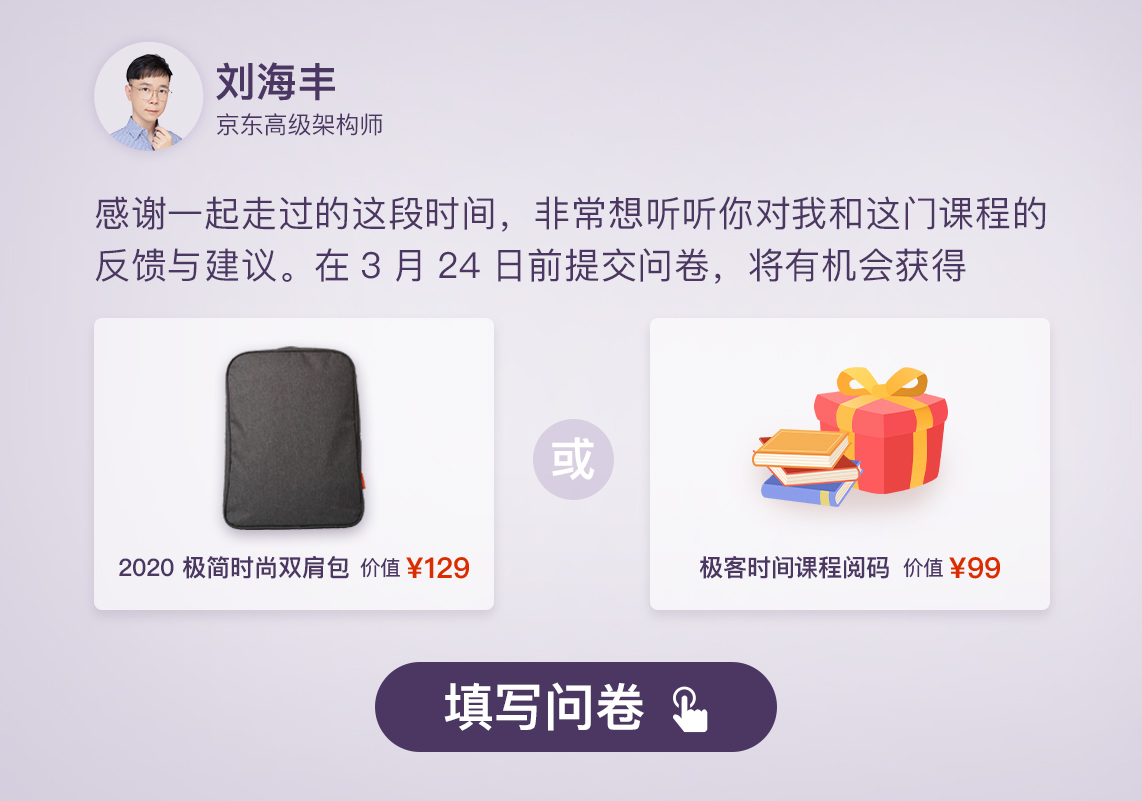 刘海丰
京东高级架构师
感谢一起走过的这段时间，非常想听听你对我和这门课程的
反馈与建议。在 3 月 24 日前提交问卷，将有机会获得
或
2020 极简时尚双肩包 价值 ¥129
极客时间课程阅码 价值 ¥99
填写问卷